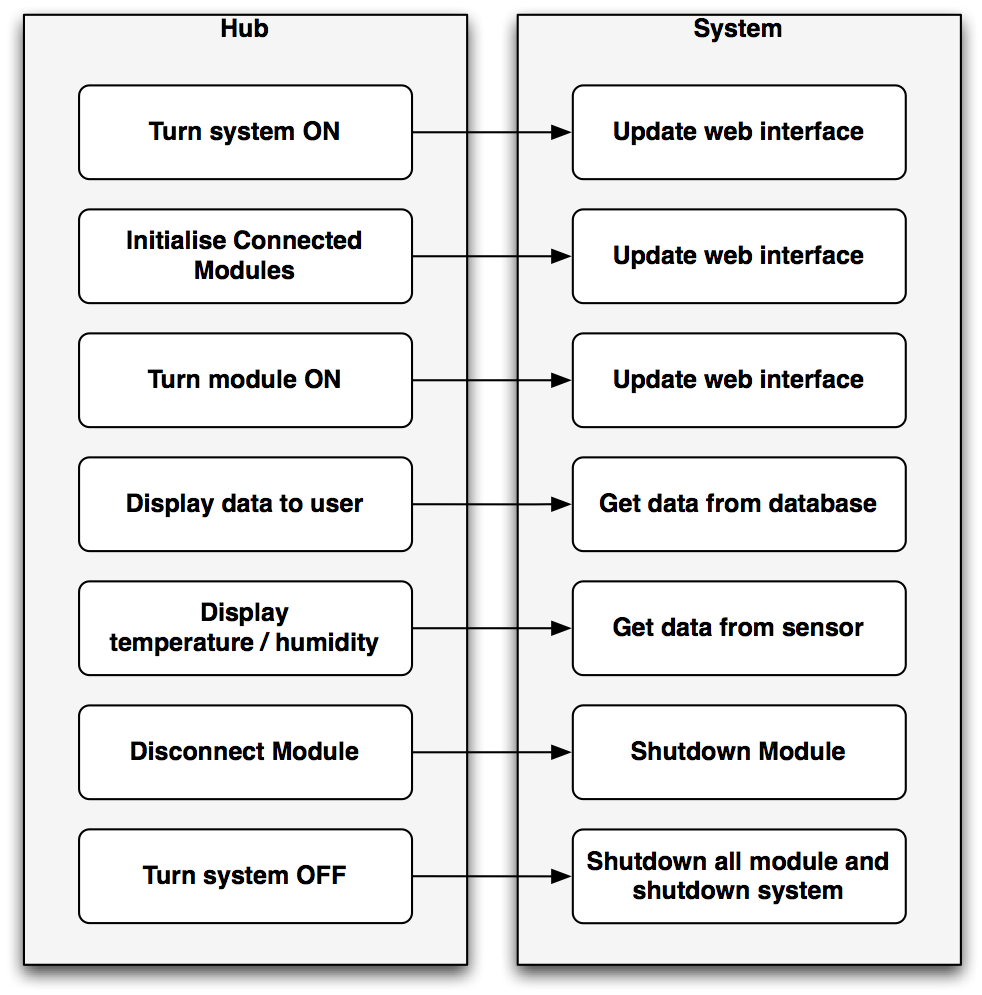 Hub
System
Turn system ON
Update web interface
Initialise Connected
Modules
Update web interface
Turn module ON
Update web interface
Display data to user
Get data from database
Display
temperature / humidity
Get data from sensor
Disconnect Module
Shutdown Module
Turn system OFF
Shutdown all module and
shutdown system